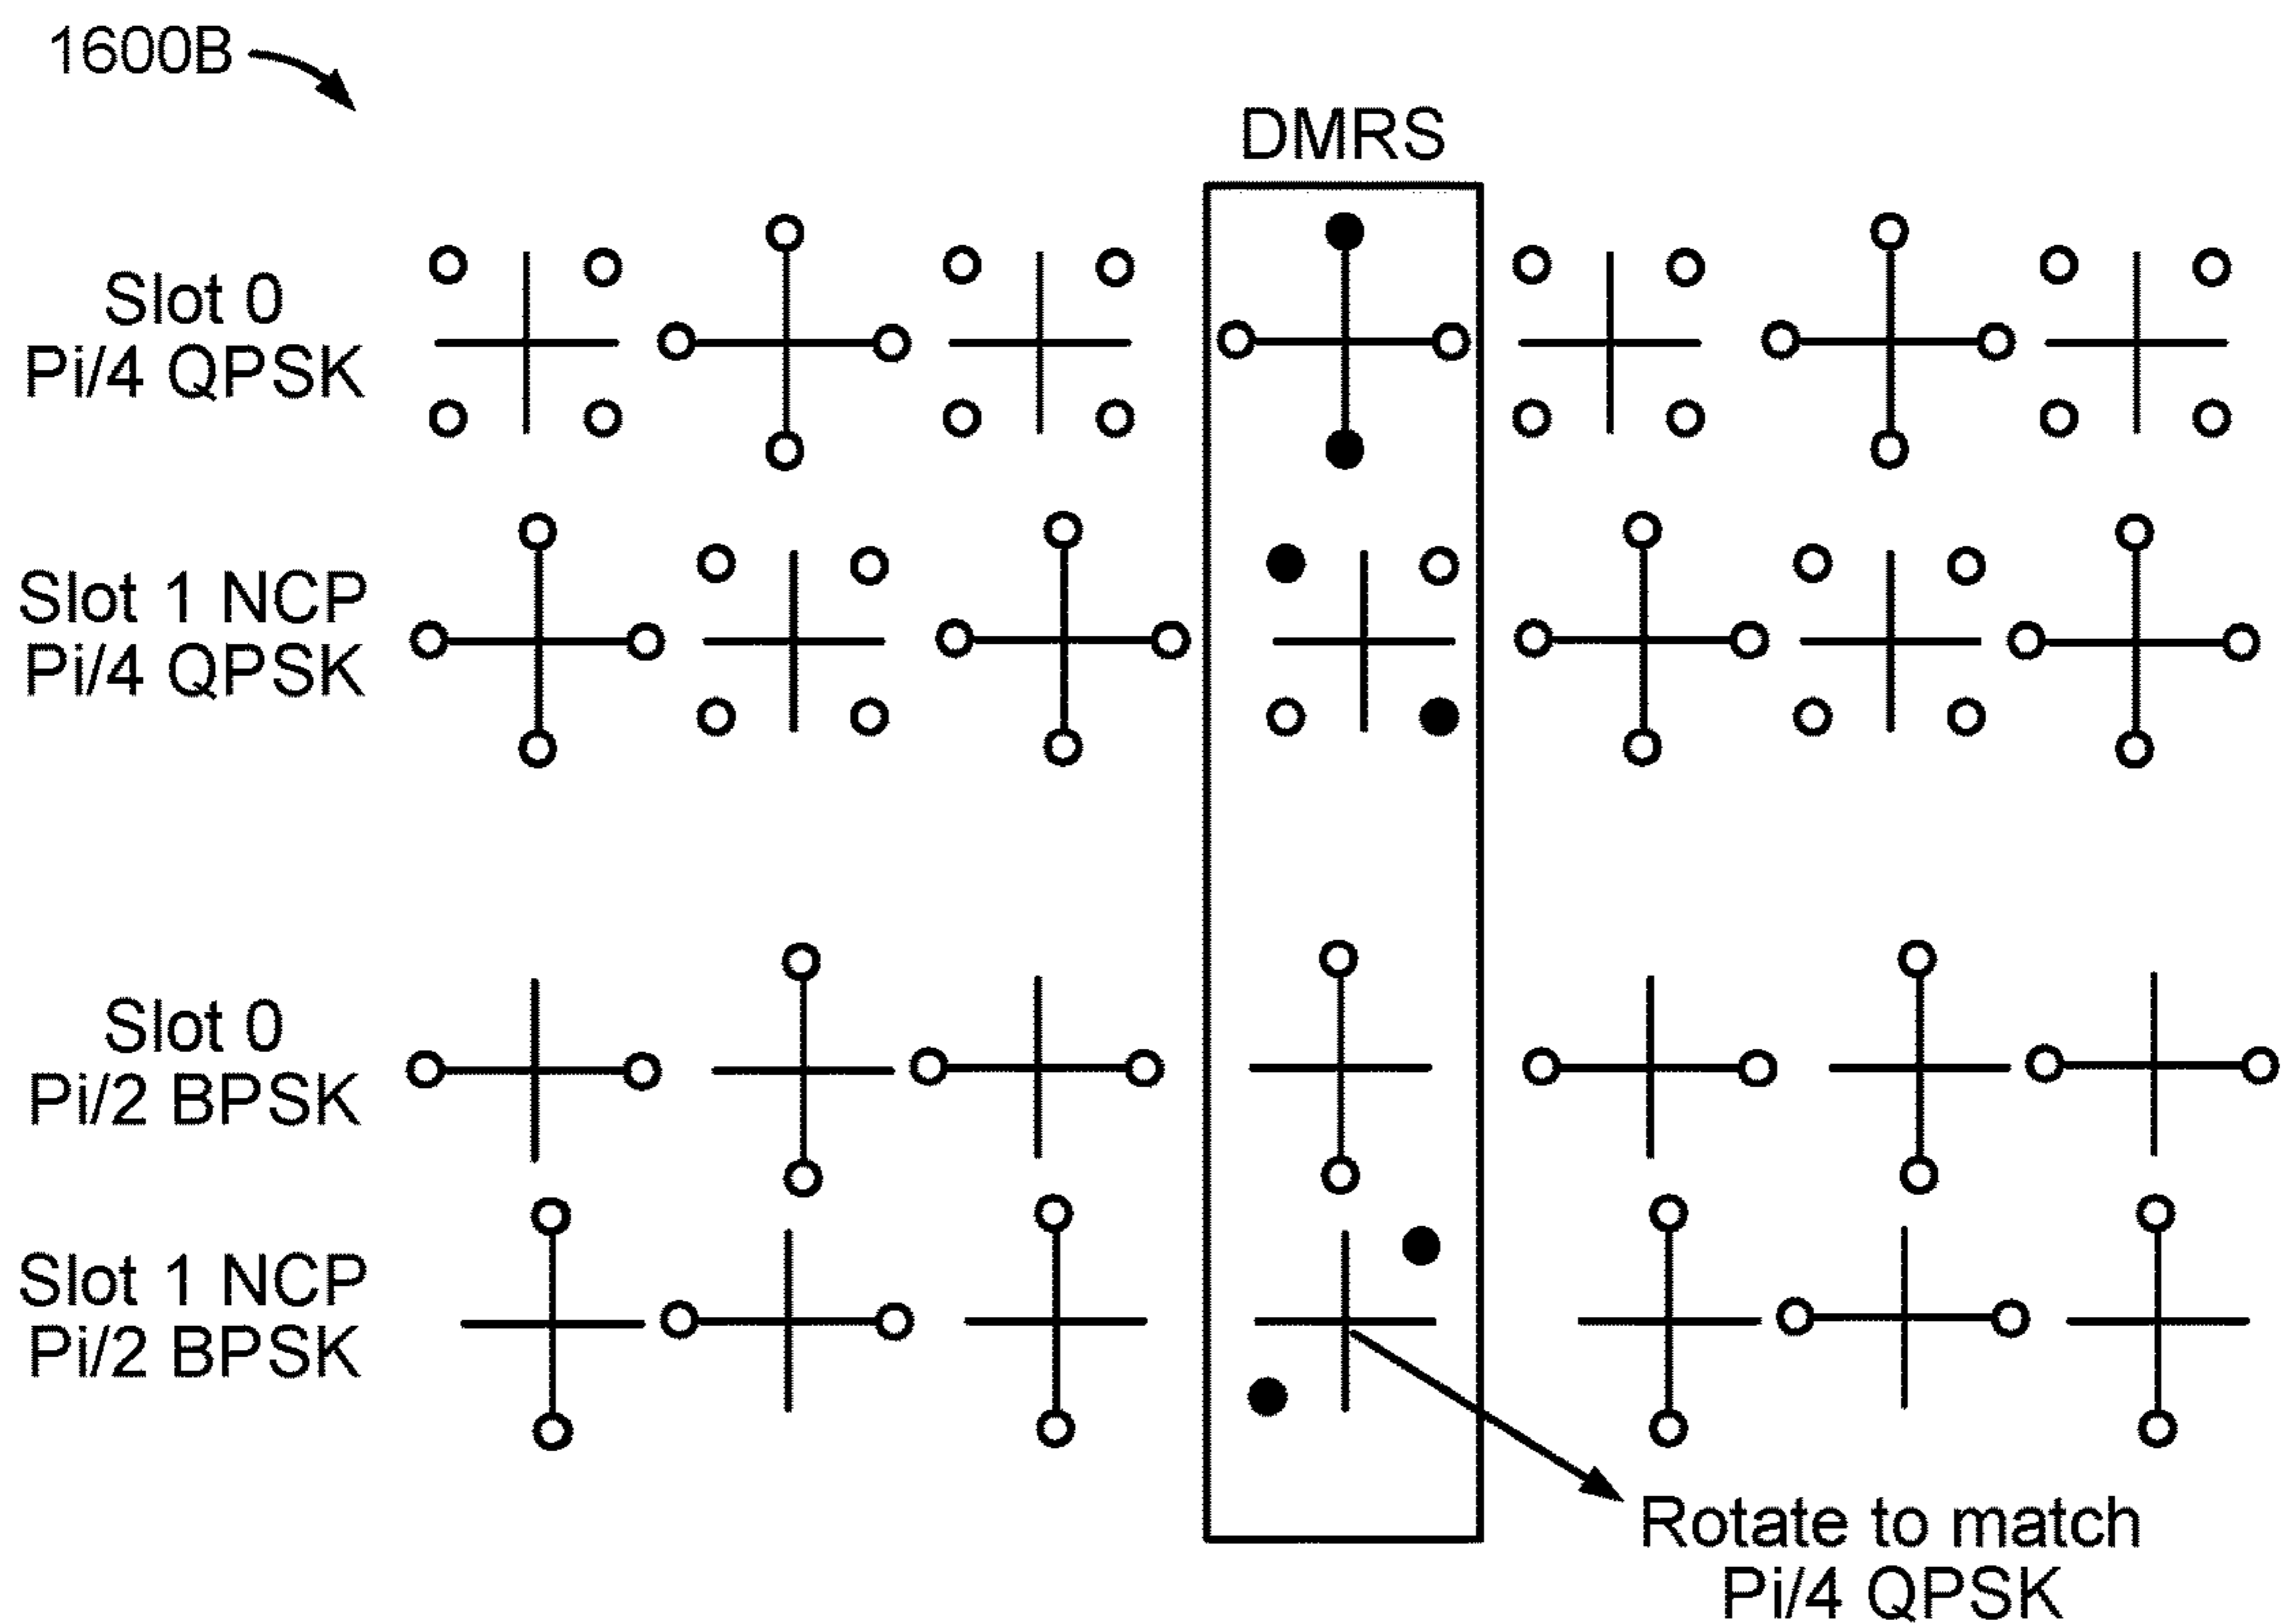 1600B
DMRS
Slot 0
Pi/4 QPSK
Slot 1 NCP
Pi/4 QPSK
Slot 0
Pi/2 BPSK
Slot 1 NCP
Pi/2 BPSK
Rotate to match
Pi/4 QPSK